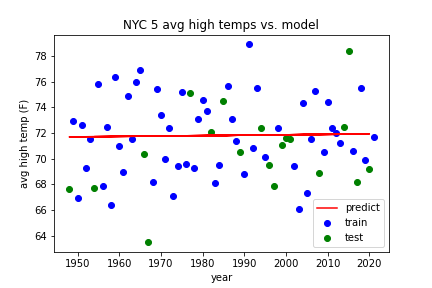 NYC 5 avg high temps vs. model
avg high temp (F)
78
76
74
72
70
68
66
64
1950 1960 1970 1980 1990 2000 2010 2020
year
predict
train
test